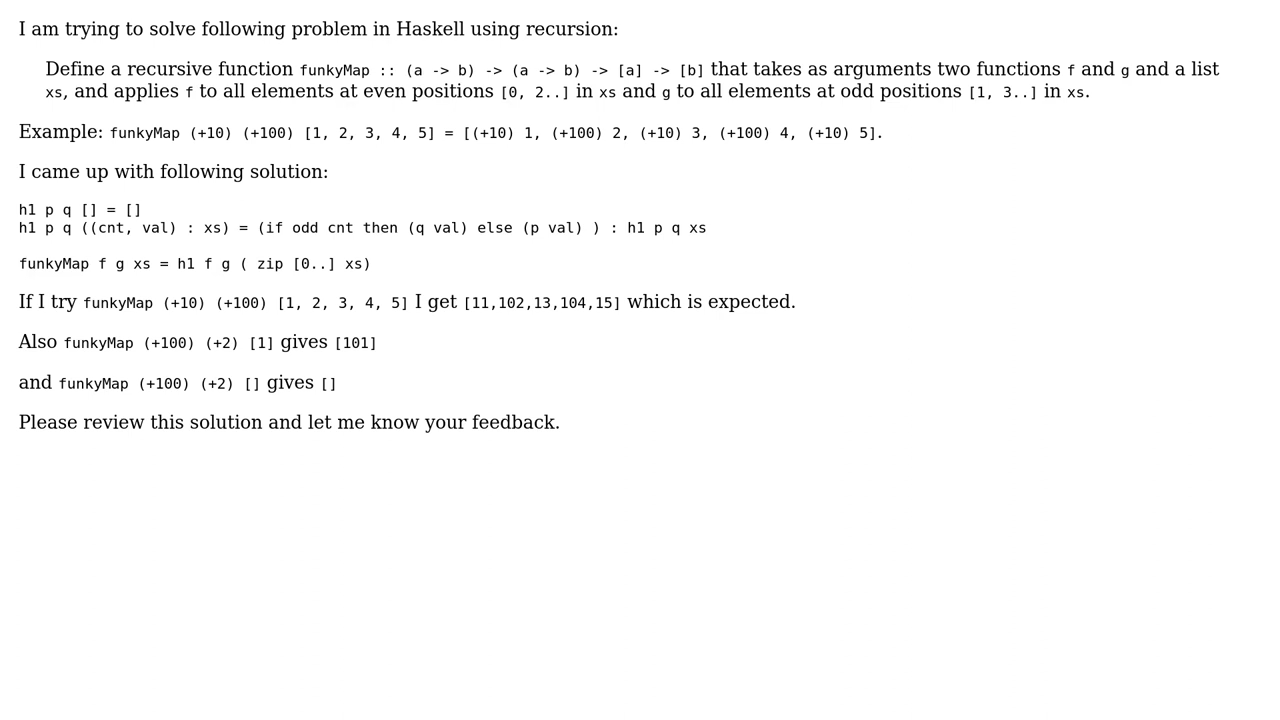 I am trying to solve following problem in Haskell using recursion:
Define a recursive function funkyMap :: (a -> b) -> (a -> b) -> [a] -> [b] that takes as arguments two functions f and g and a list
xs, and applies f to all elements at even positions [0, 2..] in xs and g to all elements at odd positions [1, 3..] in xs.
Example: funkyMap (+10) (+100) [1, 2, 3, 4, 5] = [(+10) 1, (+100) 2, (+10) 3, (+100) 4, (+10) 5].
I came up with following solution:
h1 p q [] = []
h1 p q ((cnt, val) : xs) = (if odd cnt then (q val) else (p val) ) : h1 p q xs
funkyMap f g xs = h1 f g ( zip [0..] xs)
If I try funkyMap (+10) (+100) [1, 2, 3, 4, 5] I get [11,102,13,104,15] which is expected.
Also funkyMap (+100) (+2) [1] gives [101]
and funkyMap (+100) (+2) [] gives []
Please review this solution and let me know your feedback.